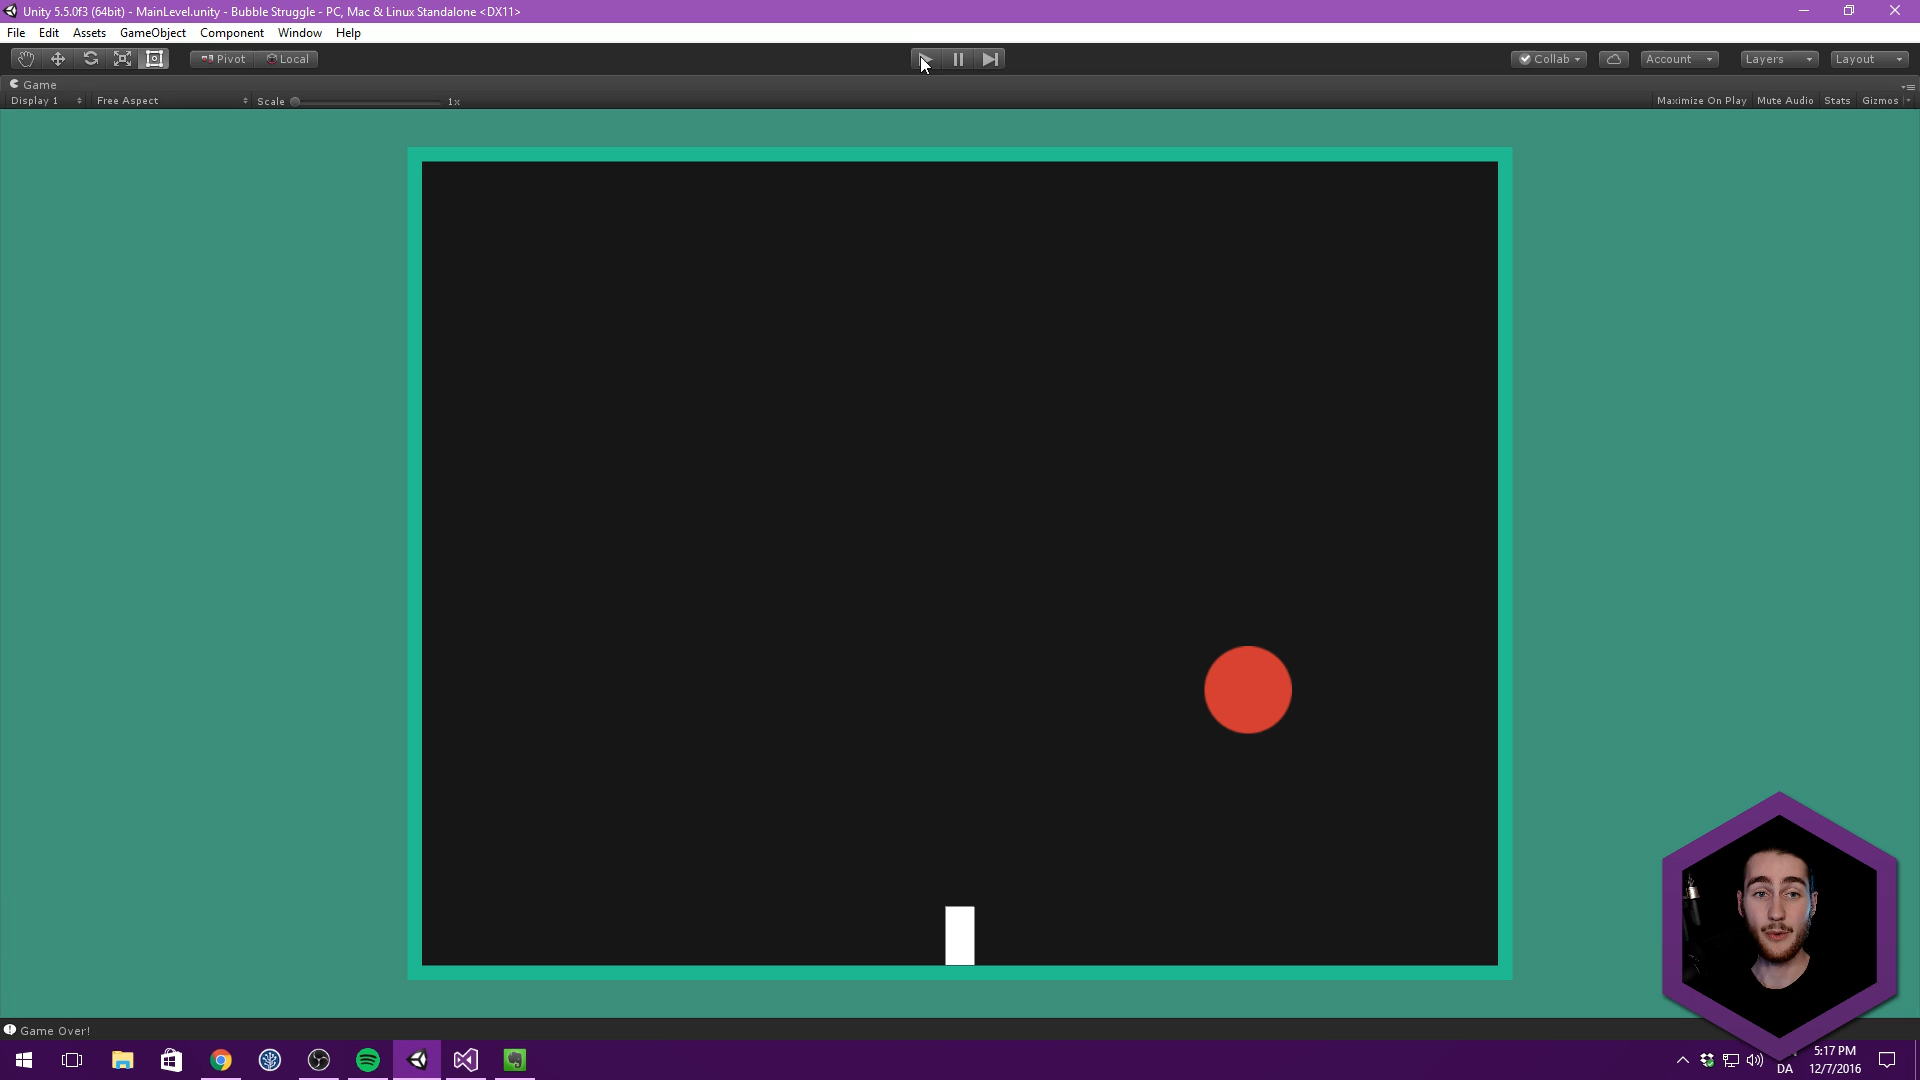 Unity 5.5.0f3 (64bit) - MainLevel.unity - Bubble Struggle - PC, Mac & Linux Standalone <DX11>
File Edit Assets GameObject Component Window Help
Pivot Local Collab Account Layers Layout
Game
Display 1 Free Aspect Scale 1x Maximize On Play Mute Audio Stats Gizmos
Game Over!
5:17 PM
DA 12/7/2016